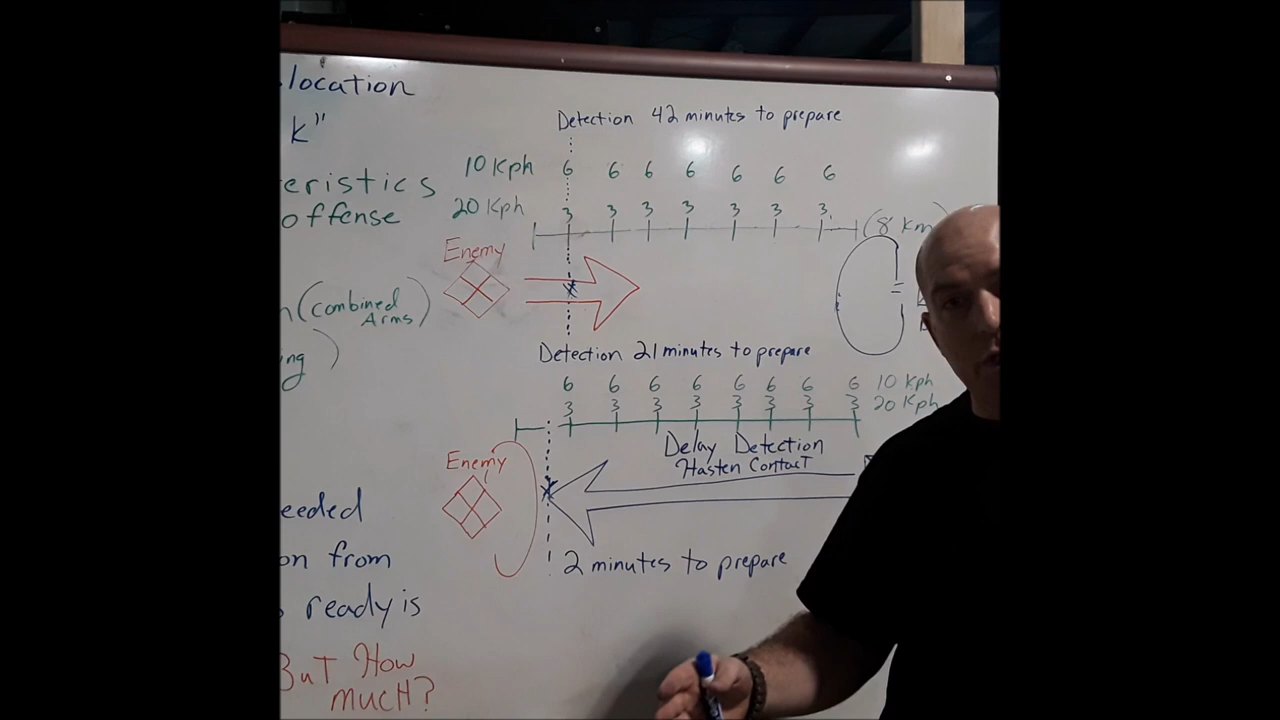 location
k"
eristics
offense
(combined
Arms)
ing)
eeded
on from
ready is
But How
much?
Detection 42 minutes to prepare
10 Kph 6 6 6 6 6 6 6
20 Kph 3 3 3 3 3 3 3
(8 km)
Enemy
Detection 21 minutes to prepare
6 6 6 6 6 6 6 6 10 Kph
3 3 3 3 3 3 3 3 20 Kph
Delay Detection
Hasten Contact
Enemy
2 minutes to prepare